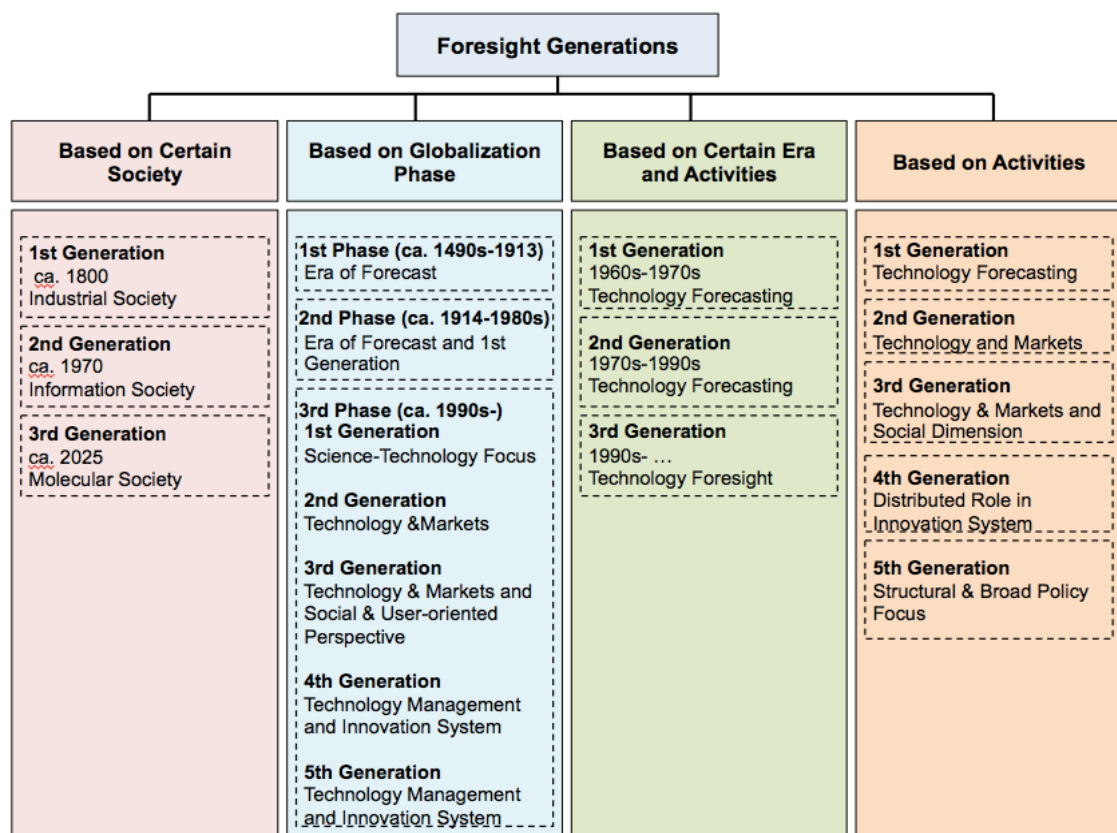 Foresight Generations
Based on Certain
Society
Based on Globalization
Phase
Based on Certain Era
and Activities
Based on Activities
1st Generation
ca. 1800
Industrial Society
2nd Generation
ca. 1970
Information Society
3rd Generation
ca. 2025
Molecular Society
1st Phase (ca. 1490s-1913)
Era of Forecast
2nd Phase (ca. 1914-1980s)
Era of Forecast and 1st
Generation
3rd Phase (ca. 1990s-)
1st Generation
Science-Technology Focus
2nd Generation
Technology &Markets
3rd Generation
Technology & Markets and
Social & User-oriented
Perspective
4th Generation
Technology Management
and Innovation System
5th Generation
Technology Management
and Innovation System
1st Generation
1960s-1970s
Technology Forecasting
2nd Generation
1970s-1990s
Technology Forecasting
3rd Generation
1990s- ...
Technology Foresight
1st Generation
Technology Forecasting
2nd Generation
Technology and Markets
3rd Generation
Technology & Markets and
Social Dimension
4th Generation
Distributed Role in
Innovation System
5th Generation
Structural & Broad Policy
Focus